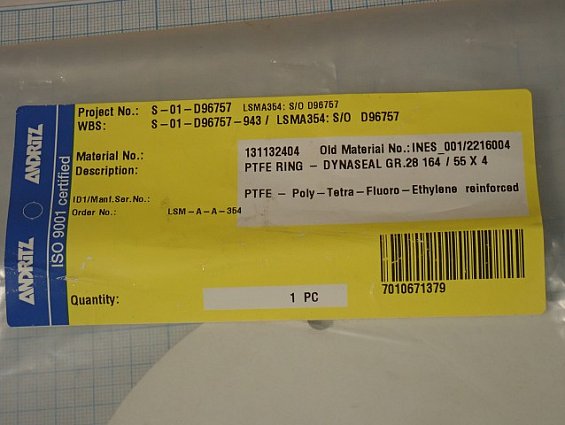 ANDRITZ
ANDRITZ
ISO 9001 certified
Project No.: S-01-D96757 LSMA354: S/O D96757
WBS: S-01-D96757-943 / LSMA354: S/O D96757
Material No.: 131132404 Old Material No.: INES_001/2216004
Description: PTFE RING - DYNASEAL GR.28 164 / 55 X 4
PTFE - Poly-Tetra-Fluoro-Ethylene reinforced
ID1/Manf.Ser.No.:
Order No.: LSM-A-A-354
7010671379
Quantity: 1 PC